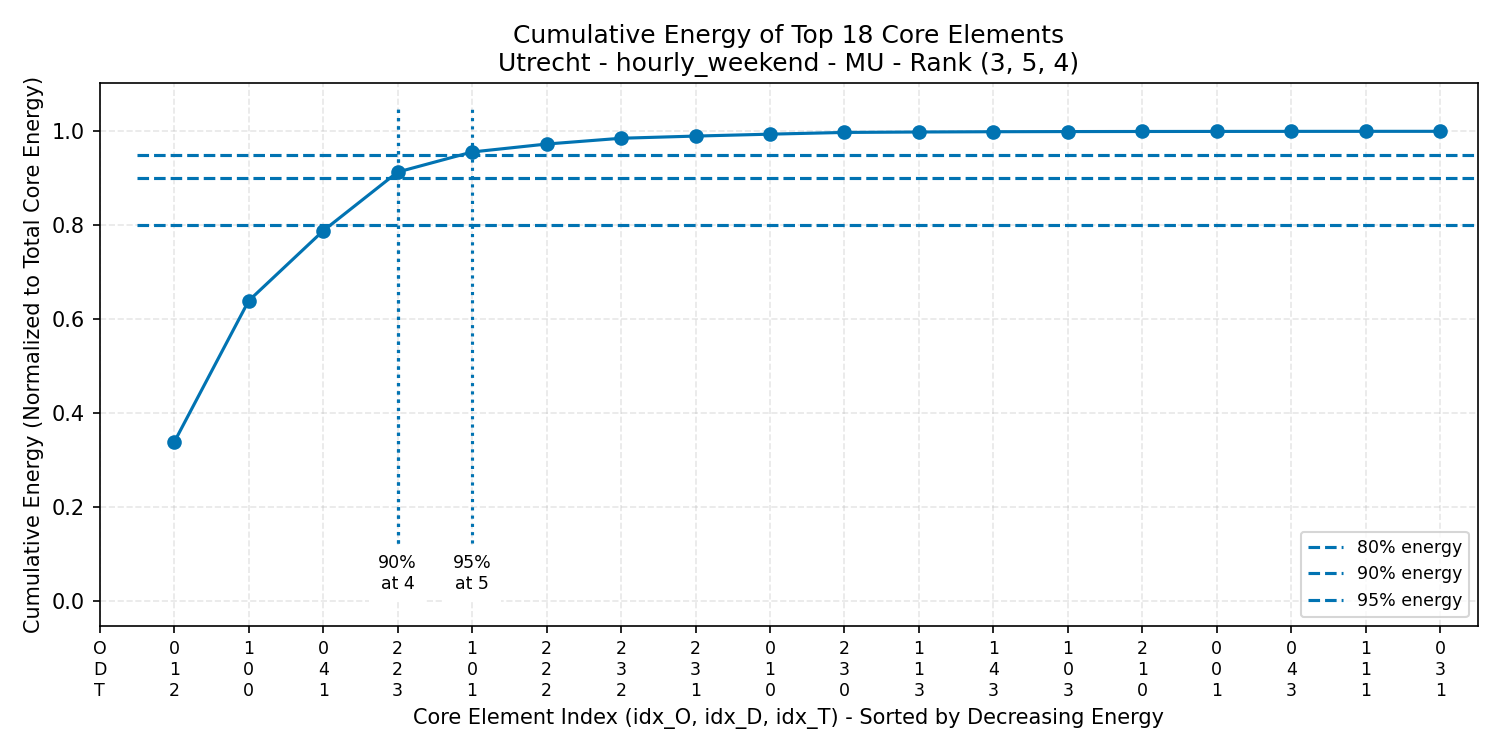 Cumulative Energy of Top 18 Core Elements
Utrecht - hourly_weekend - MU - Rank (3, 5, 4)
Cumulative Energy (Normalized to Total Core Energy)
1.0
0.8
0.6
0.4
0.2
0.0
90%
at 4
95%
at 5
80% energy
90% energy
95% energy
O 0 1 0 2 1 2 2 2 0 2 1 1 1 2 0 0 1 0
D 1 0 4 2 0 2 3 3 1 3 1 4 0 1 0 4 1 3
T 2 0 1 3 1 2 2 1 0 0 3 3 3 0 1 3 1 1
Core Element Index (idx_O, idx_D, idx_T) - Sorted by Decreasing Energy